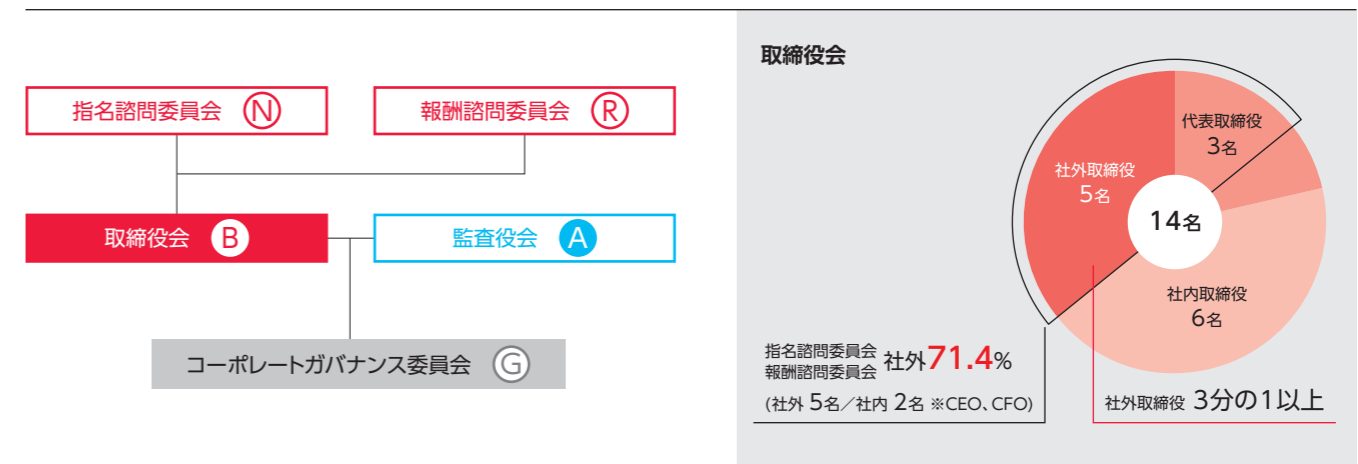 指名諮問委員会 N
報酬諮問委員会 R
取締役会 B
監査役会 A
コーポレートガバナンス委員会 G
取締役会
代表取締役
3名
社外取締役
5名
14名
社内取締役
6名
指名諮問委員会
報酬諮問委員会
社外71.4%
(社外 5名／社内 2名 ※CEO、CFO)
社外取締役 3分の1以上